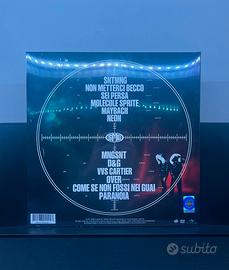 SNTMNG
NON METTERCI BECCO
SEI PERSA
MOLECOLE SPRITE
MAYBACH
NEON
MNGSNT
D&G
VVS CARTIER
OVER
COME SE NON FOSSI NEI GUAI
PARANOIA
subito